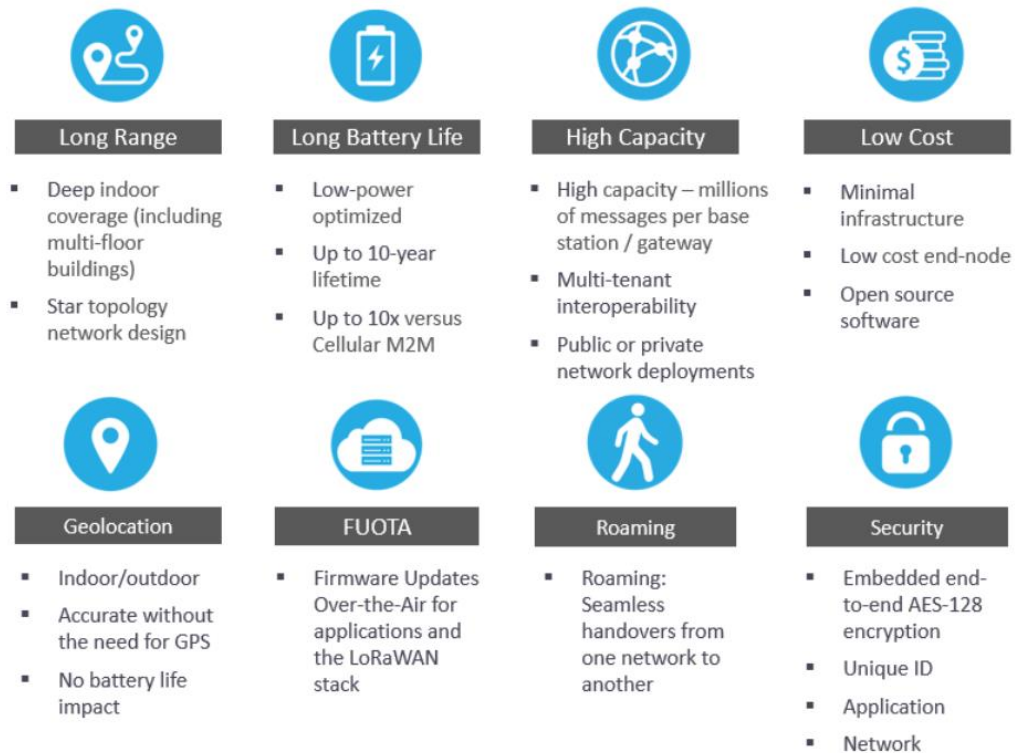 Long Range
Deep indoor
coverage (including
multi-floor
buildings)
Star topology
network design
Long Battery Life
Low-power
optimized
Up to 10-year
lifetime
Up to 10x versus
Cellular M2M
High Capacity
High capacity – millions
of messages per base
station / gateway
Multi-tenant
interoperability
Public or private
network deployments
Low Cost
$
Minimal
infrastructure
Low cost end-node
Open source
software
Geolocation
Indoor/outdoor
Accurate without
the need for GPS
No battery life
impact
FUOTA
Firmware Updates
Over-the-Air for
applications and
the LoRaWAN
stack
Roaming
Roaming:
Seamless
handovers from
one network to
another
Security
Embedded end-
to-end AES-128
encryption
Unique ID
Application
Network